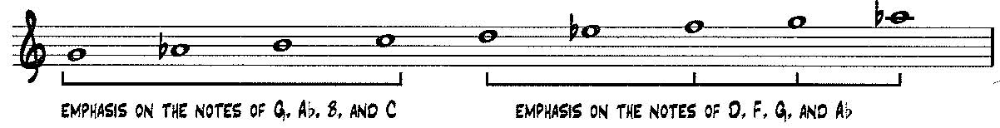 EMPHASIS ON THE NOTES OF G, A♭, B, AND C
EMPHASIS ON THE NOTES OF D, F, G, AND A♭